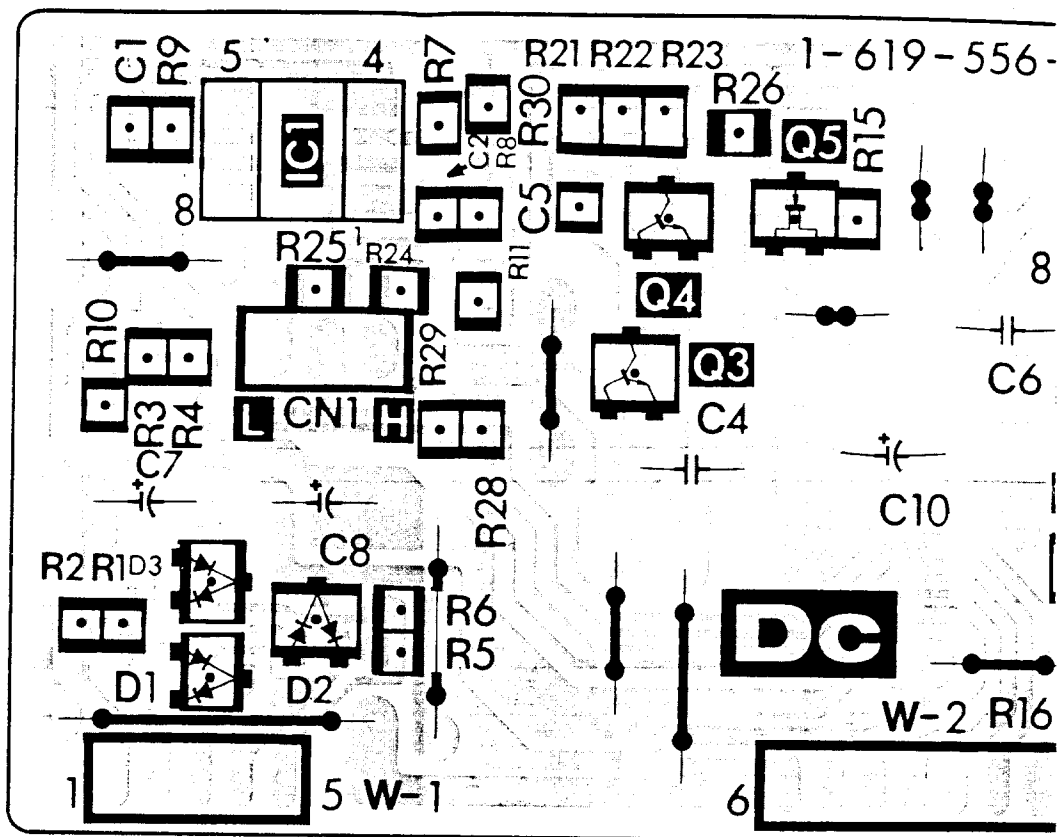 C1 R9 5 4 R7 R21 R22 R23 1-619-556-
R30 R26
IC1 C2 R8 Q5 R15
8 C5
R25 1 R24 R11 8
Q4
R10 R29 Q3
C6
L CN1 H C4
R3 R4
C7
R28 C10
C8
R2 R1 D3
R6
R5 DC
D1 D2
W-2 R16
1 5 W-1 6